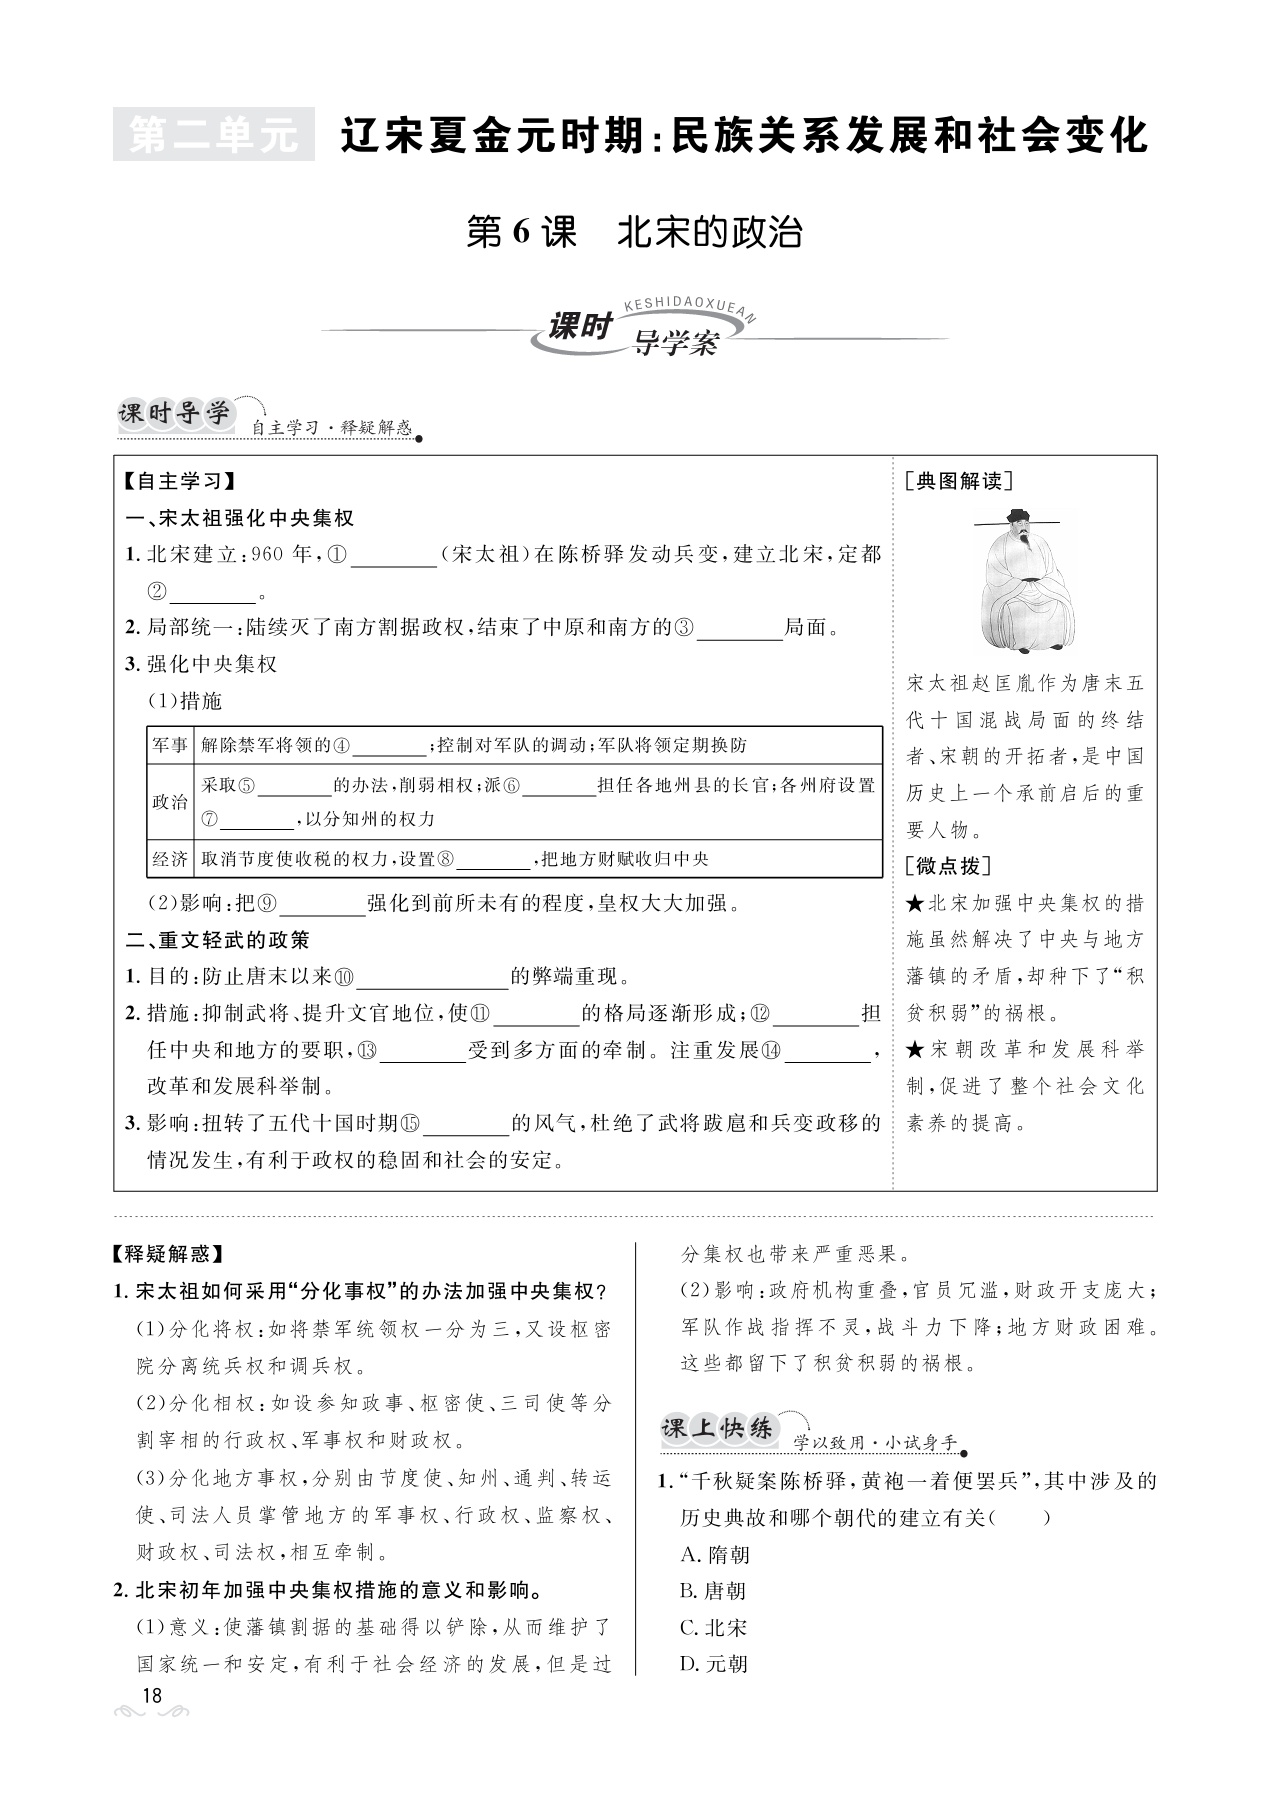 第二单元 辽宋夏金元时期:民族关系发展和社会变化
第 6 课 北宋的政治
KESHIDAOXUEAN
课时 导学案
课时导学 自主学习·释疑解惑
【自主学习】
一、宋太祖强化中央集权
1. 北宋建立:960 年,①________(宋太祖)在陈桥驿发动兵变,建立北宋,定都
②________。
2. 局部统一:陆续灭了南方割据政权,结束了中原和南方的③________局面。
3. 强化中央集权
(1)措施
军事 解除禁军将领的④________;控制对军队的调动;军队将领定期换防
政治 采取⑤________的办法,削弱相权;派⑥________担任各地州县的长官;各州府设置
⑦________,以分知州的权力
经济 取消节度使收税的权力,设置⑧________,把地方财赋收归中央
(2)影响:把⑨________强化到前所未有的程度,皇权大大加强。
二、重文轻武的政策
1. 目的:防止唐末以来⑩______________的弊端重现。
2. 措施:抑制武将、提升文官地位,使⑪________的格局逐渐形成;⑫________担
任中央和地方的要职,⑬________受到多方面的牵制。注重发展⑭________,
改革和发展科举制。
3. 影响:扭转了五代十国时期⑮________的风气,杜绝了武将跋扈和兵变政移的
情况发生,有利于政权的稳固和社会的安定。
[典图解读]
宋太祖赵匡胤作为唐末五
代十国混战局面的终结
者、宋朝的开拓者,是中国
历史上一个承前启后的重
要人物。
[微点拨]
★北宋加强中央集权的措
施虽然解决了中央与地方
藩镇的矛盾,却种下了“积
贫积弱”的祸根。
★宋朝改革和发展科举
制,促进了整个社会文化
素养的提高。
【释疑解惑】
1. 宋太祖如何采用“分化事权”的办法加强中央集权?
(1)分化将权:如将禁军统领权一分为三,又设枢密
院分离统兵权和调兵权。
(2)分化相权:如设参知政事、枢密使、三司使等分
割宰相的行政权、军事权和财政权。
(3)分化地方事权,分别由节度使、知州、通判、转运
使、司法人员掌管地方的军事权、行政权、监察权、
财政权、司法权,相互牵制。
2. 北宋初年加强中央集权措施的意义和影响。
(1)意义:使藩镇割据的基础得以铲除,从而维护了
国家统一和安定,有利于社会经济的发展,但是过
分集权也带来严重恶果。
(2)影响:政府机构重叠,官员冗滥,财政开支庞大;
军队作战指挥不灵,战斗力下降;地方财政困难。
这些都留下了积贫积弱的祸根。
课上快练 学以致用·小试身手
1. “千秋疑案陈桥驿,黄袍一着便罢兵”,其中涉及的
历史典故和哪个朝代的建立有关(  )
A. 隋朝
B. 唐朝
C. 北宋
D. 元朝
18